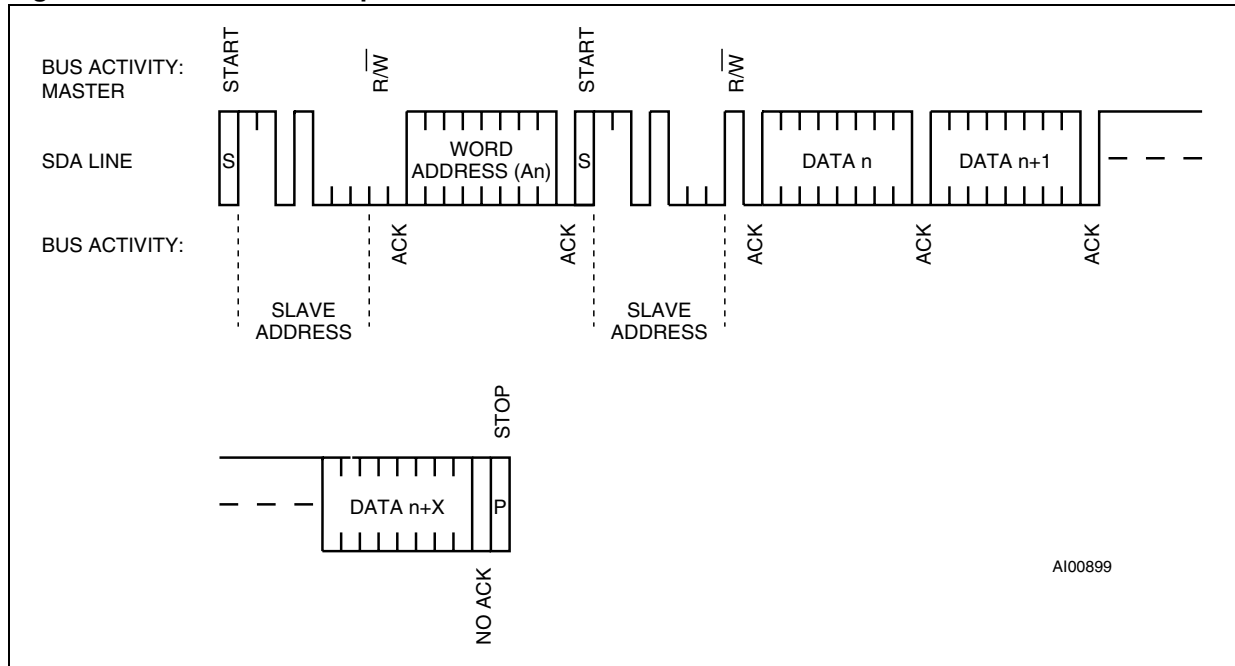 BUS ACTIVITY:
MASTER
START
R/W
START
R/W
SDA LINE
S
WORD
ADDRESS (An)
S
DATA n
DATA n+1
BUS ACTIVITY:
ACK
ACK
ACK
ACK
ACK
SLAVE
ADDRESS
SLAVE
ADDRESS
STOP
DATA n+X
P
NO ACK
AI00899